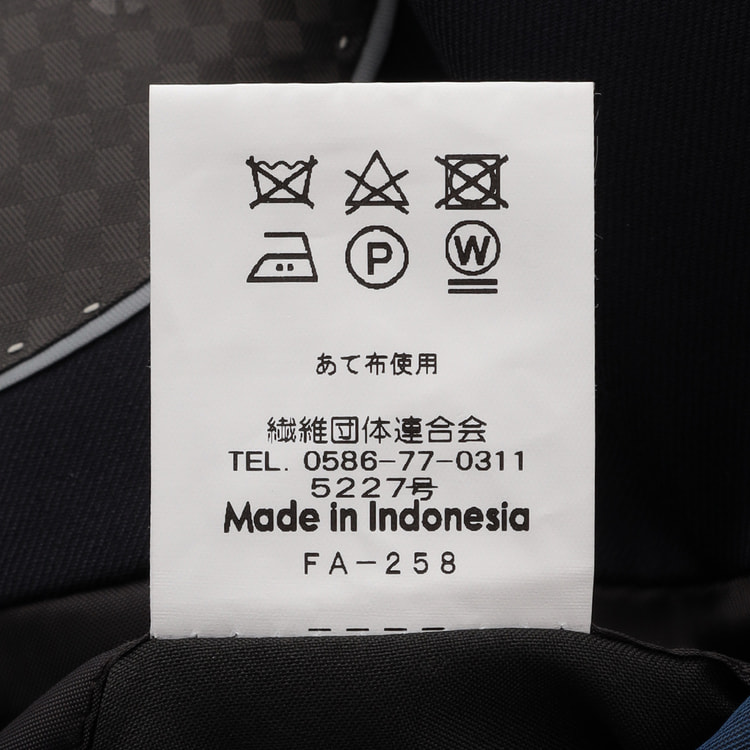 P W
あて布使用
繊維団体連合会
TEL. 0586-77-0311
5227号
Made in Indonesia
FA-258